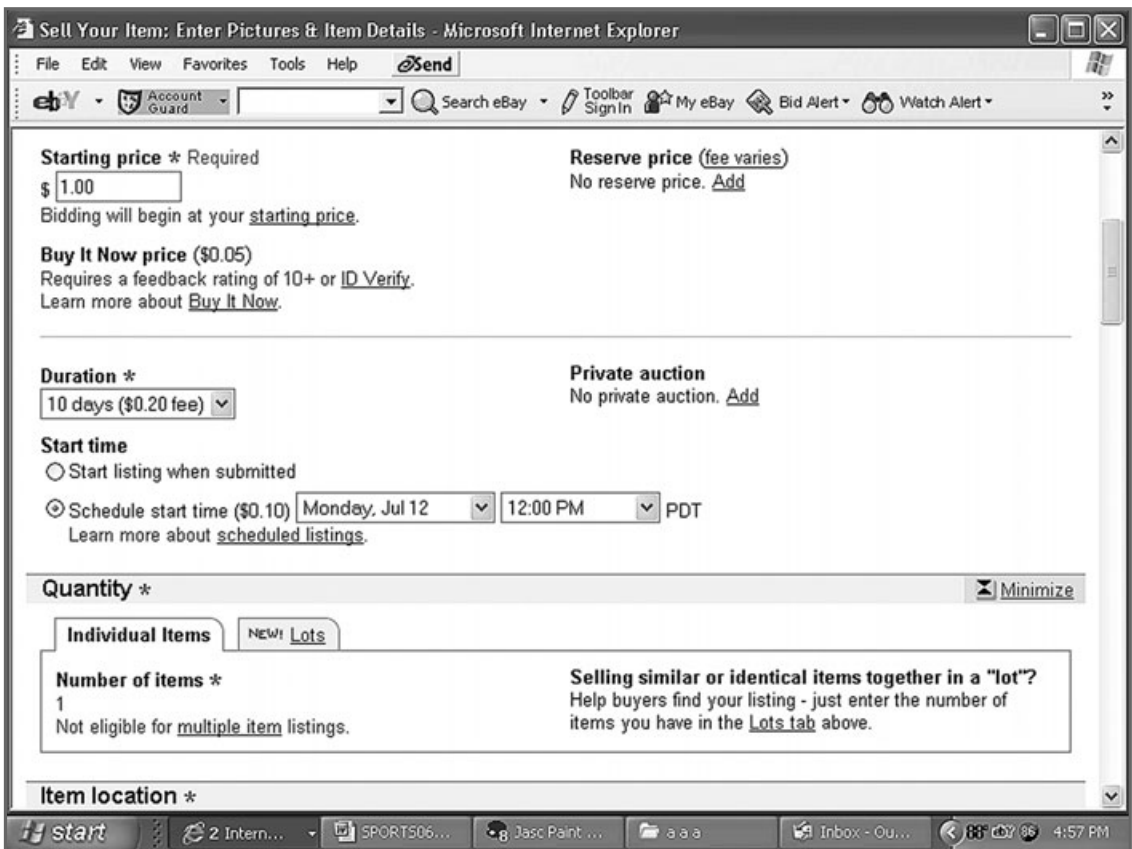 Sell Your Item: Enter Pictures & Item Details - Microsoft Internet Explorer
File Edit View Favorites Tools Help Send
ebY Account Guard Search eBay Toolbar Sign In My eBay Bid Alert Watch Alert
Starting price * Required
$ 1.00
Bidding will begin at your starting price.
Reserve price (fee varies)
No reserve price. Add
Buy It Now price ($0.05)
Requires a feedback rating of 10+ or ID Verify.
Learn more about Buy It Now.
Duration *
10 days ($0.20 fee)
Private auction
No private auction. Add
Start time
Start listing when submitted
Schedule start time ($0.10) Monday, Jul 12 12:00 PM PDT
Learn more about scheduled listings.
Quantity * Minimize
Individual Items NEW! Lots
Number of items *
1
Not eligible for multiple item listings.
Selling similar or identical items together in a "lot"?
Help buyers find your listing - just enter the number of
items you have in the Lots tab above.
Item location *
start 2 Intern... SPORTS06... Jasc Paint ... a a a Inbox - Ou... 88° 86 4:57 PM